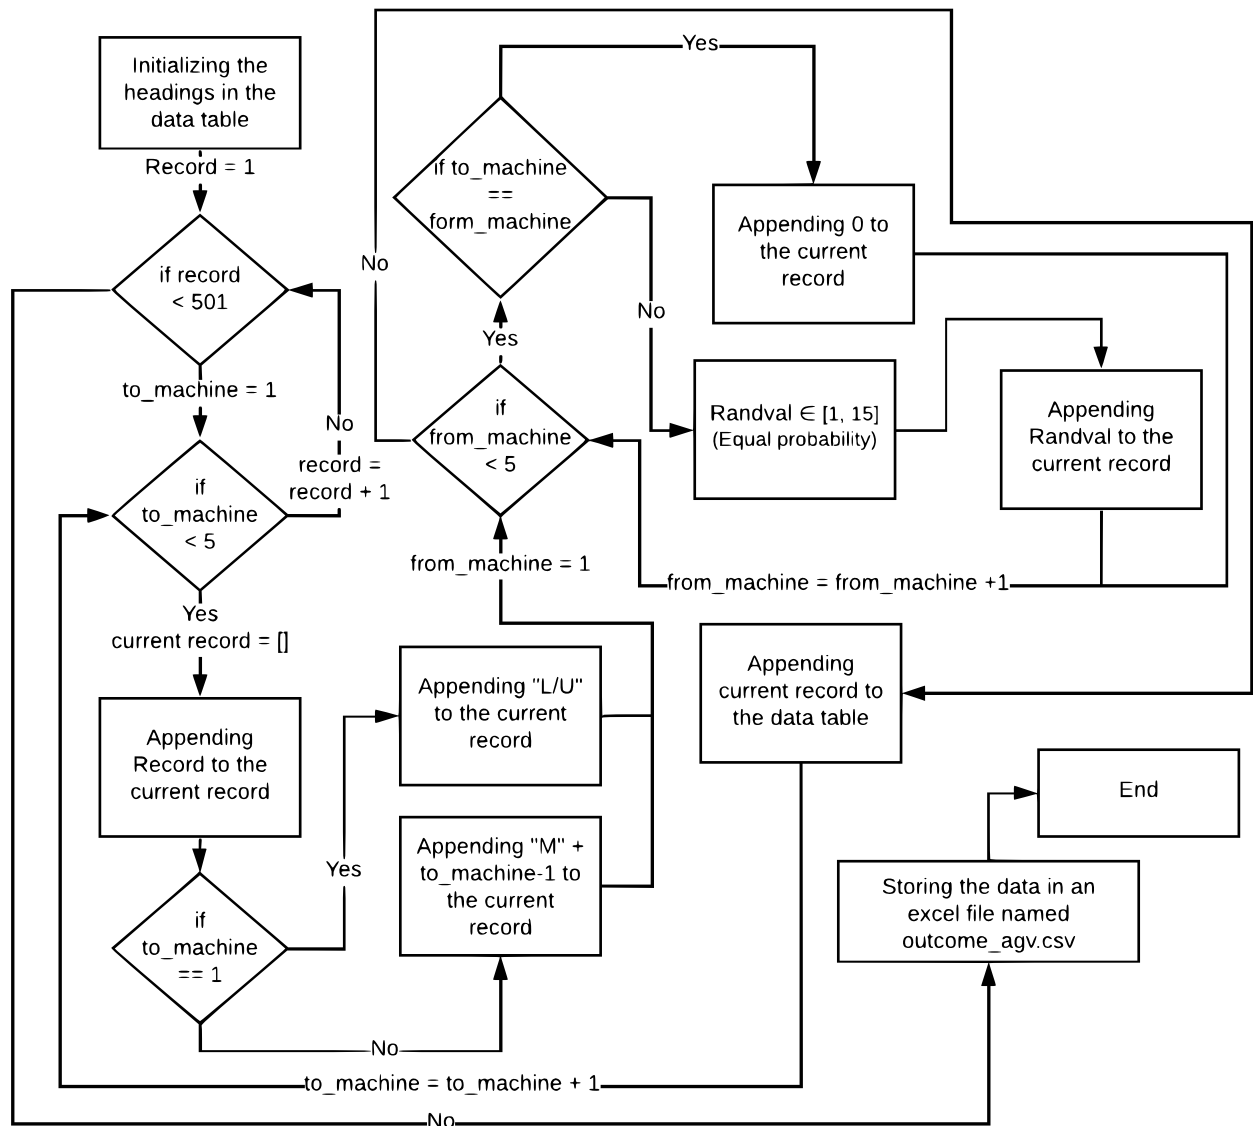 Initializing the
headings in the
data table
Record = 1
if record
< 501
to_machine = 1
No
record =
record + 1
if
to_machine
< 5
Yes
current record = []
Appending
Record to the
current record
if
to_machine
== 1
Yes
No
Appending "L/U"
to the current
record
Appending "M" +
to_machine-1 to
the current
record
from_machine = 1
if
from_machine
< 5
No
Yes
if to_machine
==
form_machine
Yes
No
Appending 0 to
the current
record
Randval ∈ [1, 15]
(Equal probability)
Appending
Randval to the
current record
from_machine = from_machine +1
Appending
current record to
the data table
to_machine = to_machine + 1
No
Storing the data in an
excel file named
outcome_agv.csv
End